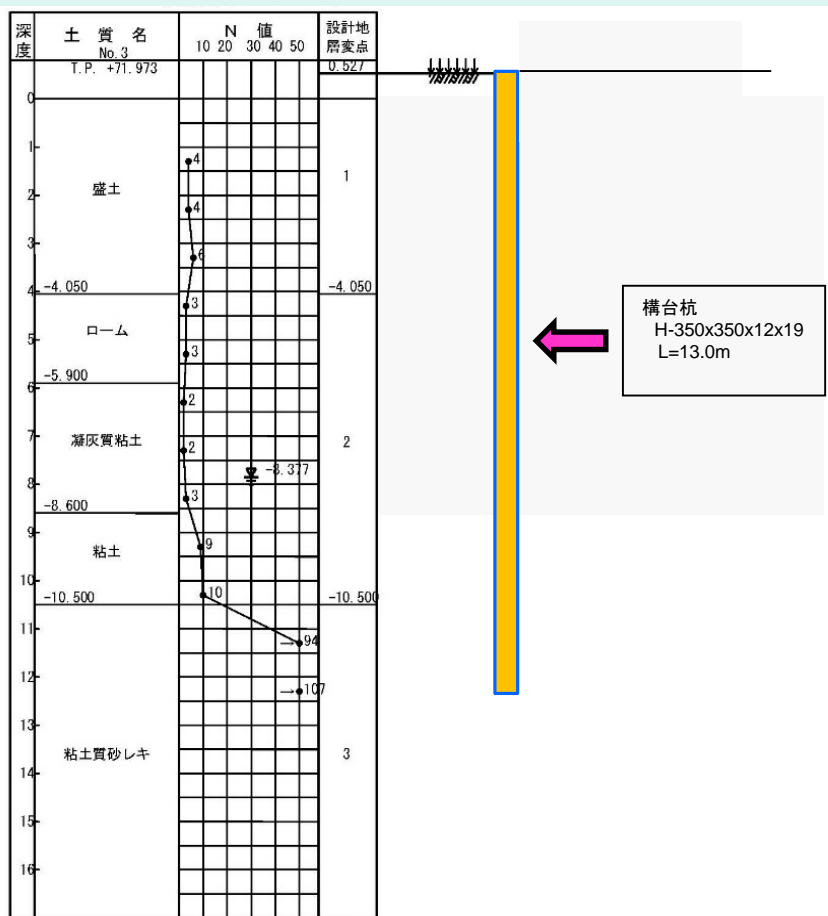 深度 土質名 N値 設計地層変点
No.3 10 20 30 40 50
T.P. +71.973 0.527
0
1
4
盛土 1
2 4
3
6
4 -4.050 -4.050
3
ローム
5 3
-5.900
6
2
7 凝灰質粘土 2
2 -8.377
8 3
-8.600
9 9
粘土
10 10
-10.500 -10.500
11
→94
12 →107
13
粘土質砂レキ 3
14
15
16
構台杭
H-350x350x12x19
L=13.0m